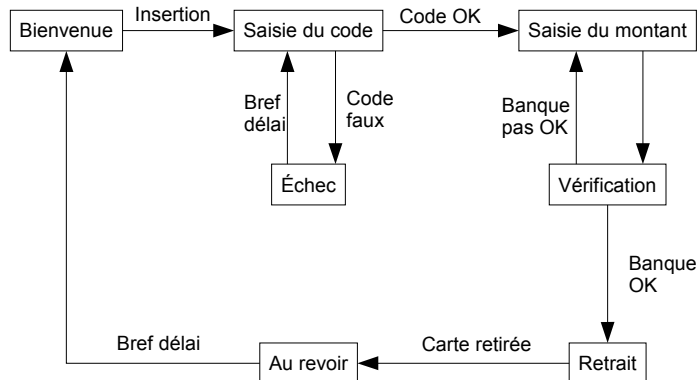 Bienvenue
Insertion
Saisie du code
Code OK
Saisie du montant
Bref
délai
Code
faux
Banque
pas OK
Échec
Vérification
Banque
OK
Bref délai
Au revoir
Carte retirée
Retrait